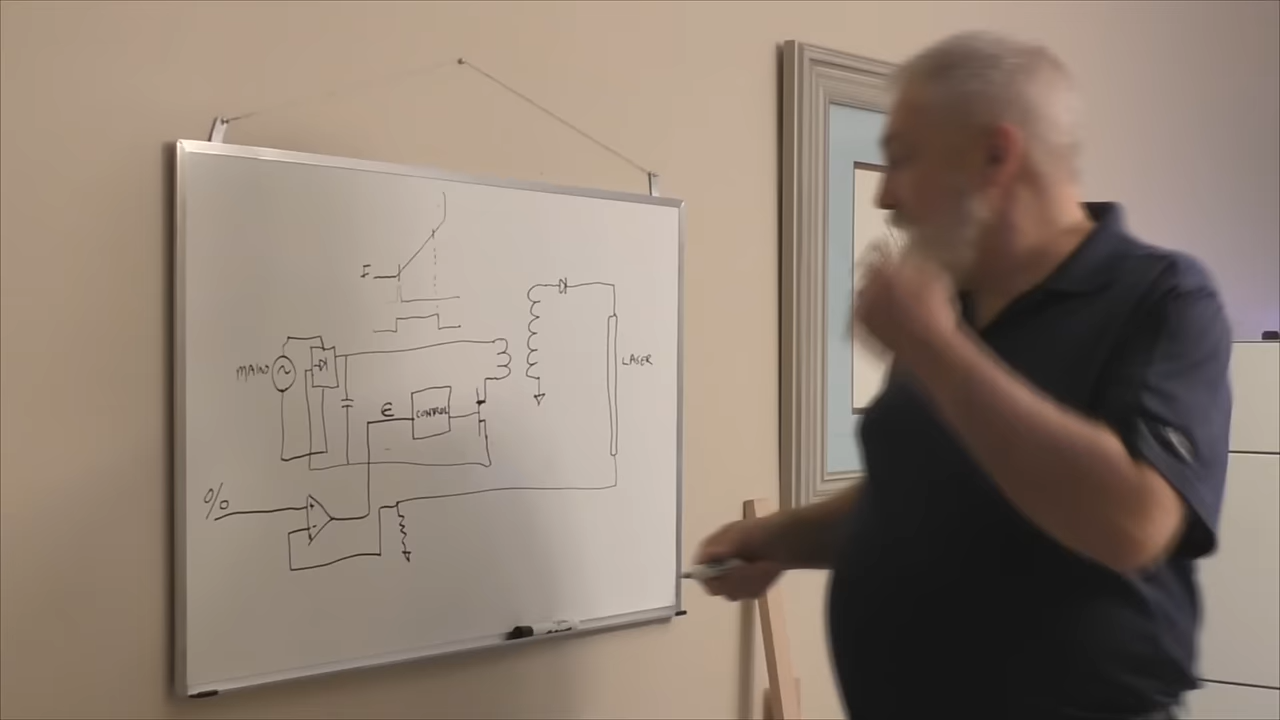 I
MAINS
LASER
E
CONTROL
%
+
-